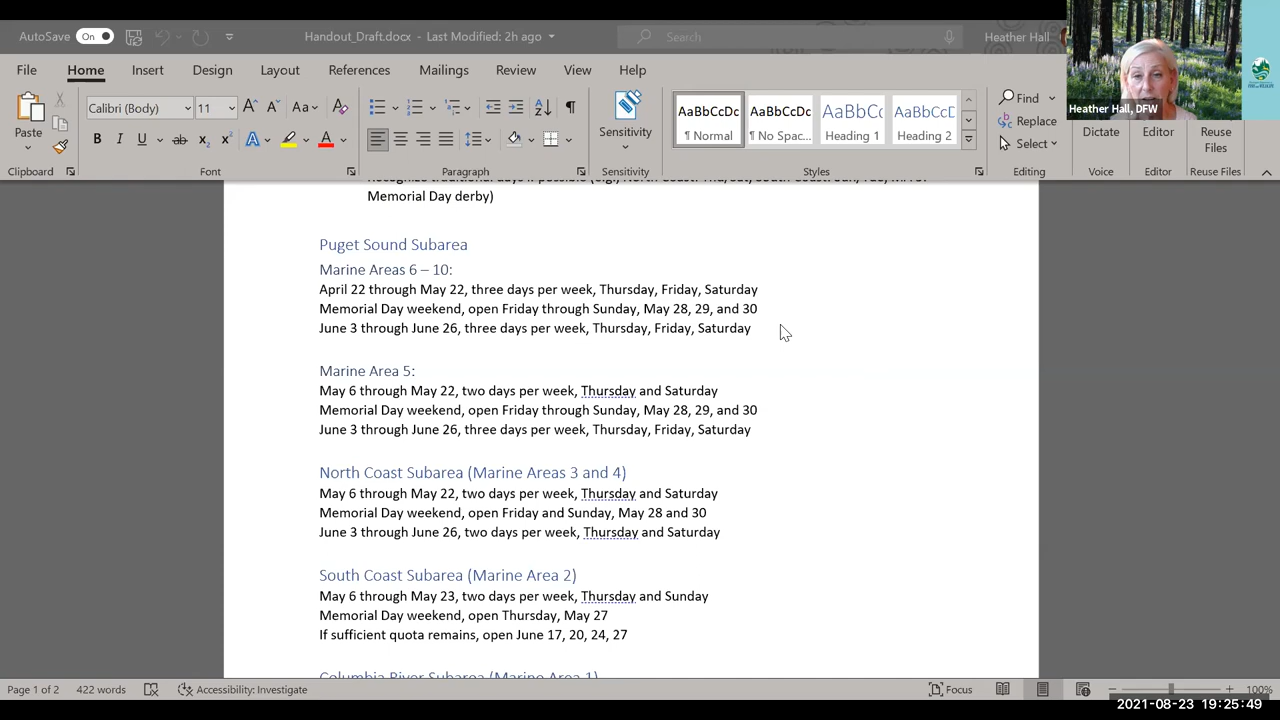 AutoSave On Handout_Draft.docx - Last Modified: 2h ago Search Heather Hall
File Home Insert Design Layout References Mailings Review View Help
Calibri (Body) 11 AaBbCcDc AaBbCcDc AaBbCc AaBbCcD Find
Paste ¶ Normal ¶ No Spac... Heading 1 Heading 2 Sensitivity Replace Select Dictate Editor Reuse Files
Clipboard Font Paragraph Sensitivity Styles Editing Voice Editor Reuse Files
Heather Hall, DFW
Memorial Day derby)
Puget Sound Subarea
Marine Areas 6 – 10:
April 22 through May 22, three days per week, Thursday, Friday, Saturday
Memorial Day weekend, open Friday through Sunday, May 28, 29, and 30
June 3 through June 26, three days per week, Thursday, Friday, Saturday
Marine Area 5:
May 6 through May 22, two days per week, Thursday and Saturday
Memorial Day weekend, open Friday through Sunday, May 28, 29, and 30
June 3 through June 26, three days per week, Thursday, Friday, Saturday
North Coast Subarea (Marine Areas 3 and 4)
May 6 through May 22, two days per week, Thursday and Saturday
Memorial Day weekend, open Friday and Sunday, May 28 and 30
June 3 through June 26, two days per week, Thursday and Saturday
South Coast Subarea (Marine Area 2)
May 6 through May 23, two days per week, Thursday and Sunday
Memorial Day weekend, open Thursday, May 27
If sufficient quota remains, open June 17, 20, 24, 27
Columbia River Subarea (Marine Area 1)
Page 1 of 2 422 words Accessibility: Investigate Focus 100%
2021-08-23 19:25:49